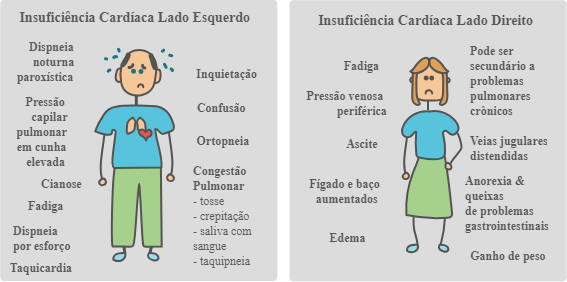 Insuficiência Cardíaca Lado Esquerdo
Dispneia
noturna
paroxística
Pressão
capilar
pulmonar
em cunha
elevada
Cianose
Fadiga
Dispneia
por esforço
Taquicardia
Inquietação
Confusão
Ortopneia
Congestão
Pulmonar
- tosse
- crepitação
- saliva com
sangue
- taquipneia
Insuficiência Cardíaca Lado Direito
Fadiga
Pressão venosa
periférica
Ascite
Fígado e baço
aumentados
Edema
Pode ser
secundário a
problemas
pulmonares
crônicos
Veias jugulares
distendidas
Anorexia &
queixas
de problemas
gastrointestinais
Ganho de peso